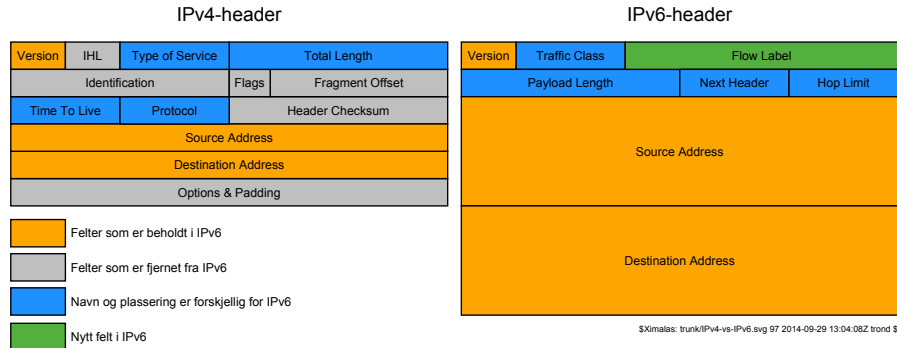 IPv4-header
Version IHL Type of Service Total Length
Identification Flags Fragment Offset
Time To Live Protocol Header Checksum
Source Address
Destination Address
Options & Padding
Felter som er beholdt i IPv6
Felter som er fjernet fra IPv6
Navn og plassering er forskjellig for IPv6
Nytt felt i IPv6
IPv6-header
Version Traffic Class Flow Label
Payload Length Next Header Hop Limit
Source Address
Destination Address
$Ximalas: trunk/IPv4-vs-IPv6.svg 97 2014-09-29 13:04:08Z trond $